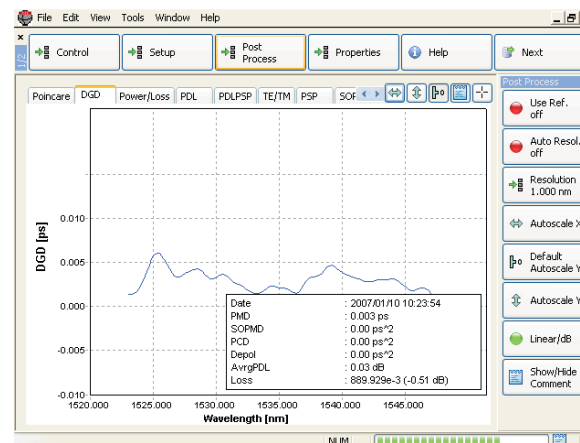 File Edit View Tools Window Help
1/2
Control
Setup
Post Process
Properties
Help
Next
Poincare DGD Power/Loss PDL PDLPSP TE/TM PSP SOP
Post Process
Use Ref. off
Auto Resol. off
Resolution 1.000 nm
Autoscale X
Default Autoscale Y
Autoscale Y
Linear/dB
Show/Hide Comment
DGD [ps]
0.010
0.005
0.000
-0.005
-0.010
Date : 2007/01/10 10:23:54
PMD : 0.003 ps
SOPMD : 0.00 ps^2
PCD : 0.00 ps^2
Depol : 0.00 ps^2
AvrgPDL : 0.03 dB
Loss : 889.929e-3 (-0.51 dB)
1520.000 1525.000 1530.000 1535.000 1540.000 1545.000
Wavelength [nm]
NUM